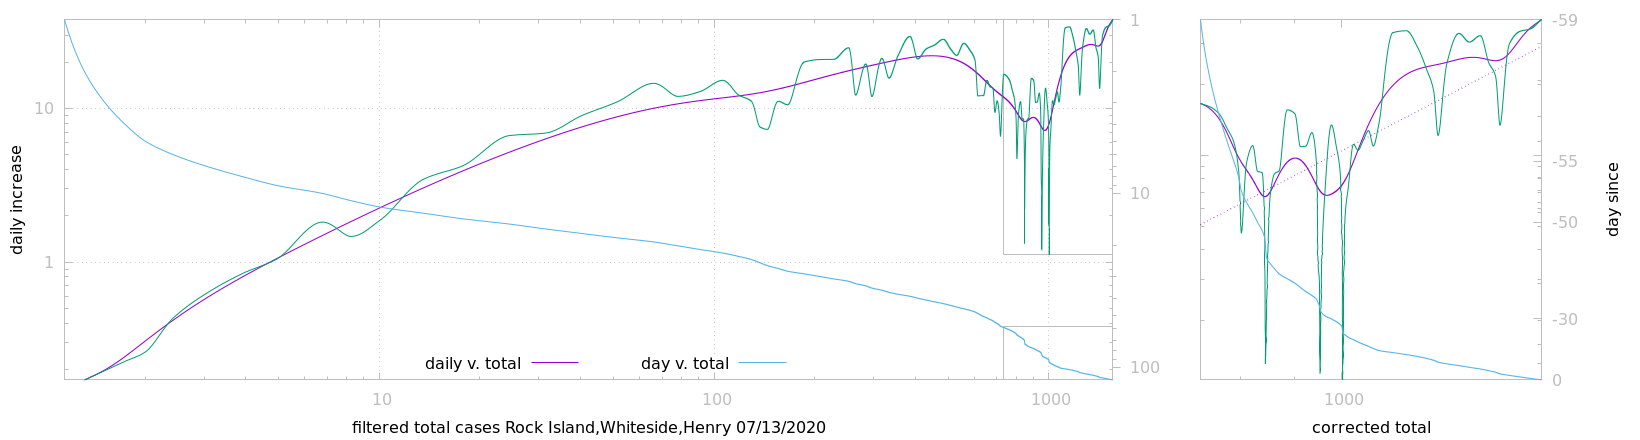 1
-59
10
daily increase
-55
day since
10
-50
1
-30
daily v. total
day v. total
100
0
10
100
1000
1000
filtered total cases Rock Island,Whiteside,Henry 07/13/2020
corrected total